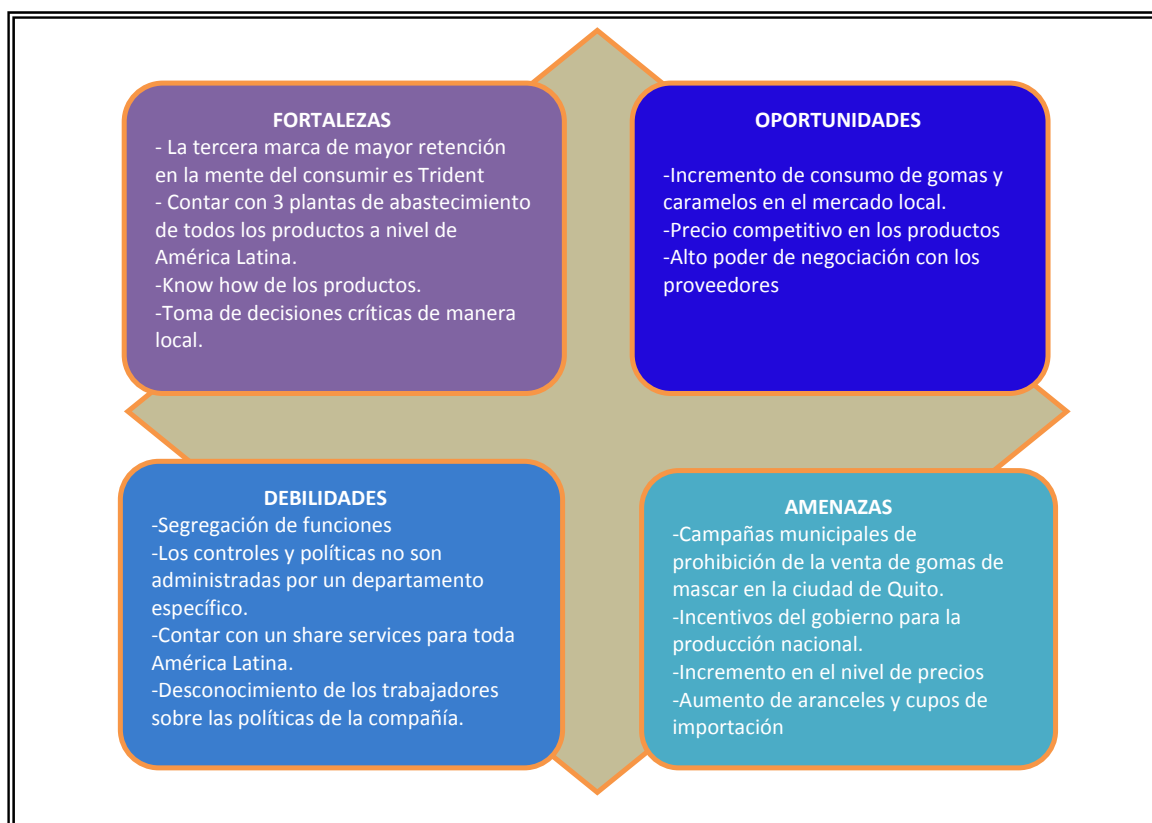 FORTALEZAS
- La tercera marca de mayor retención
en la mente del consumir es Trident
- Contar con 3 plantas de abastecimiento
de todos los productos a nivel de
América Latina.
-Know how de los productos.
-Toma de decisiones críticas de manera
local.
OPORTUNIDADES
-Incremento de consumo de gomas y
caramelos en el mercado local.
-Precio competitivo en los productos
-Alto poder de negociación con los
proveedores
DEBILIDADES
-Segregación de funciones
-Los controles y políticas no son
administradas por un departamento
específico.
-Contar con un share services para toda
América Latina.
-Desconocimiento de los trabajadores
sobre las políticas de la compañía.
AMENAZAS
-Campañas municipales de
prohibición de la venta de gomas de
mascar en la ciudad de Quito.
-Incentivos del gobierno para la
producción nacional.
-Incremento en el nivel de precios
-Aumento de aranceles y cupos de
importación